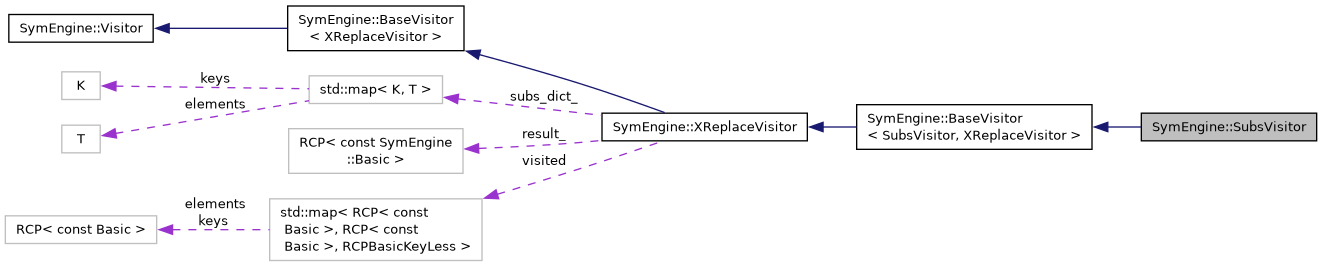 SymEngine::Visitor
SymEngine::BaseVisitor
< XReplaceVisitor >
K
keys
std::map< K, T >
elements
T
subs_dict_
RCP< const SymEngine
::Basic >
result_
visited
SymEngine::XReplaceVisitor
SymEngine::BaseVisitor
< SubsVisitor, XReplaceVisitor >
SymEngine::SubsVisitor
RCP< const Basic >
elements
keys
std::map< RCP< const
Basic >, RCP< const
Basic >, RCPBasicKeyLess >